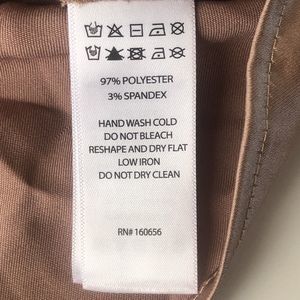 97% POLYESTER
3% SPANDEX
HAND WASH COLD
DO NOT BLEACH
RESHAPE AND DRY FLAT
LOW IRON
DO NOT DRY CLEAN
RN# 160656